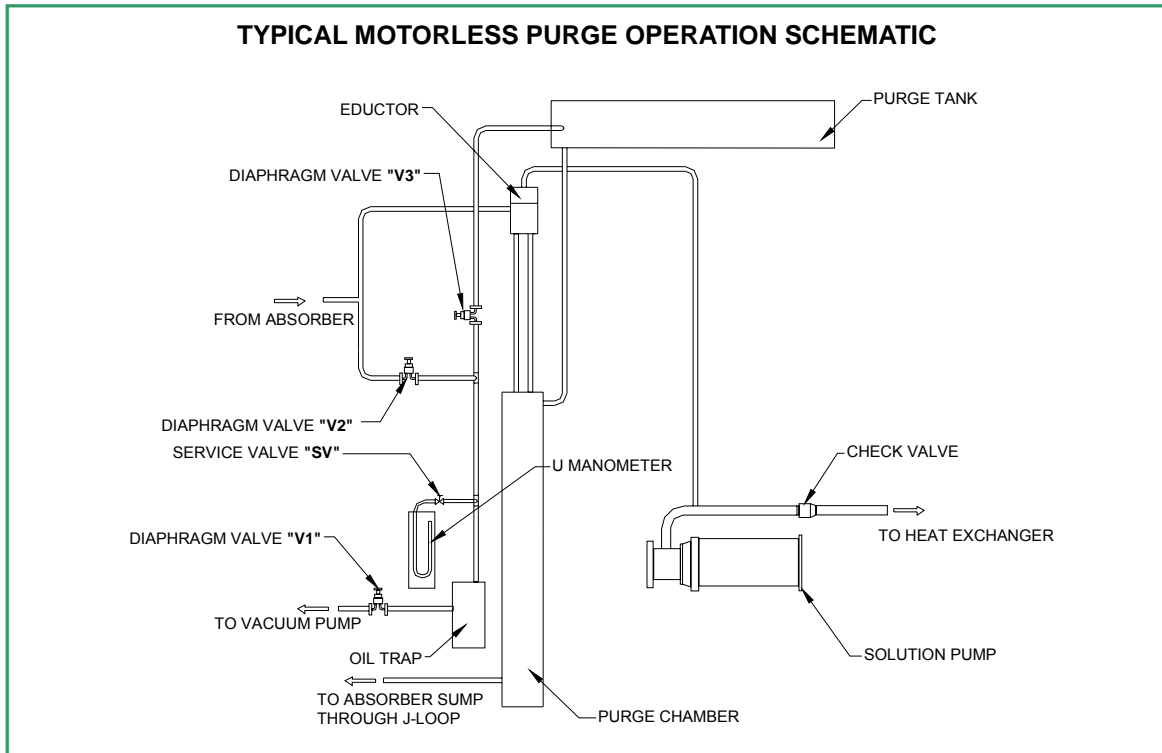 TYPICAL MOTORLESS PURGE OPERATION SCHEMATIC
PURGE TANK
EDUCTOR
DIAPHRAGM VALVE "V3"
FROM ABSORBER
DIAPHRAGM VALVE "V2"
SERVICE VALVE "SV"
U MANOMETER
CHECK VALVE
TO HEAT EXCHANGER
DIAPHRAGM VALVE "V1"
TO VACUUM PUMP
OIL TRAP
SOLUTION PUMP
TO ABSORBER SUMP
THROUGH J-LOOP
PURGE CHAMBER